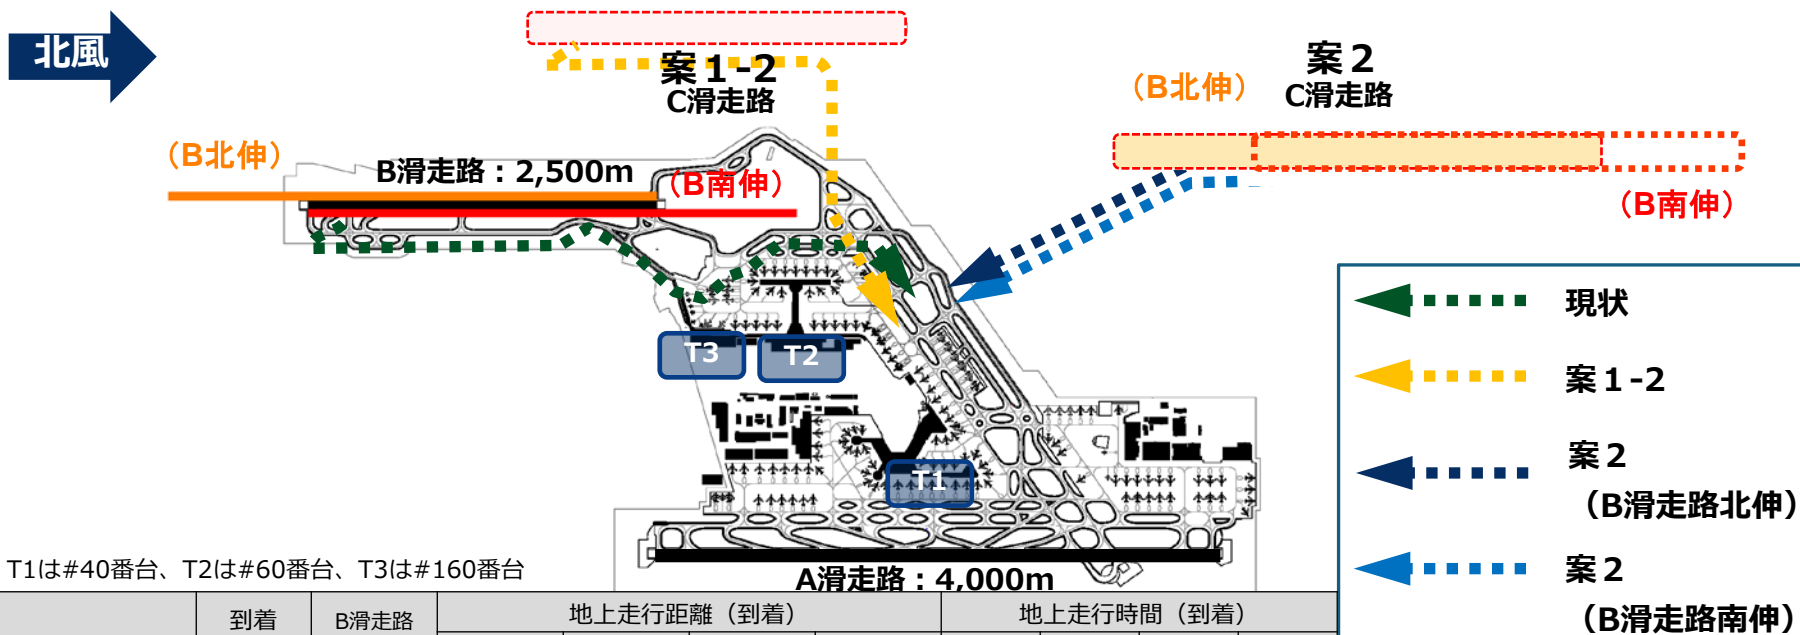 北風
案１-２
C滑走路
案２
C滑走路
（B北伸）
（B北伸）
B滑走路：2,500m
（B南伸）
（B南伸）
現状
T3
T2
案１-２
案２
（B滑走路北伸）
T1
T1は#40番台、T2は#60番台、T3は#160番台
A滑走路：4,000m
案２
（B滑走路南伸）
到着
B滑走路
地上走行距離（到着）
地上走行時間（到着）